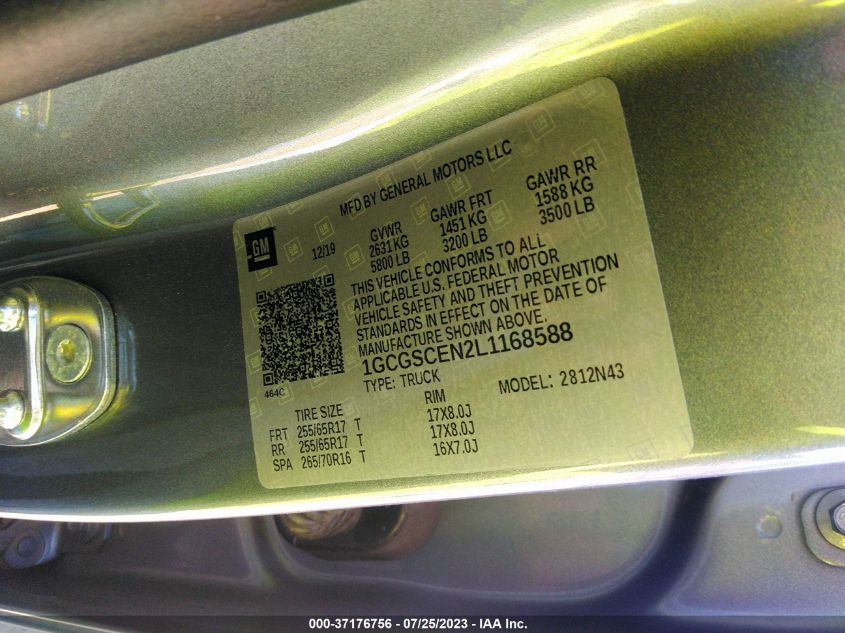 MFD BY GENERAL MOTORS LLC
GM
12/19
GVWR GAWR FRT GAWR RR
2631 KG 1451 KG 1588 KG
5800 LB 3200 LB 3500 LB
THIS VEHICLE CONFORMS TO ALL
APPLICABLE U.S. FEDERAL MOTOR
VEHICLE SAFETY AND THEFT PREVENTION
STANDARDS IN EFFECT ON THE DATE OF
MANUFACTURE SHOWN ABOVE.
1GCGSCEN2L1168588
464C
TYPE: TRUCK MODEL: 2812N43
TIRE SIZE RIM
FRT 255/65R17 T 17X8.0J
RR 255/65R17 T 17X8.0J
SPA 265/70R16 T 16X7.0J
000-37176756 - 07/25/2023 - IAA Inc.